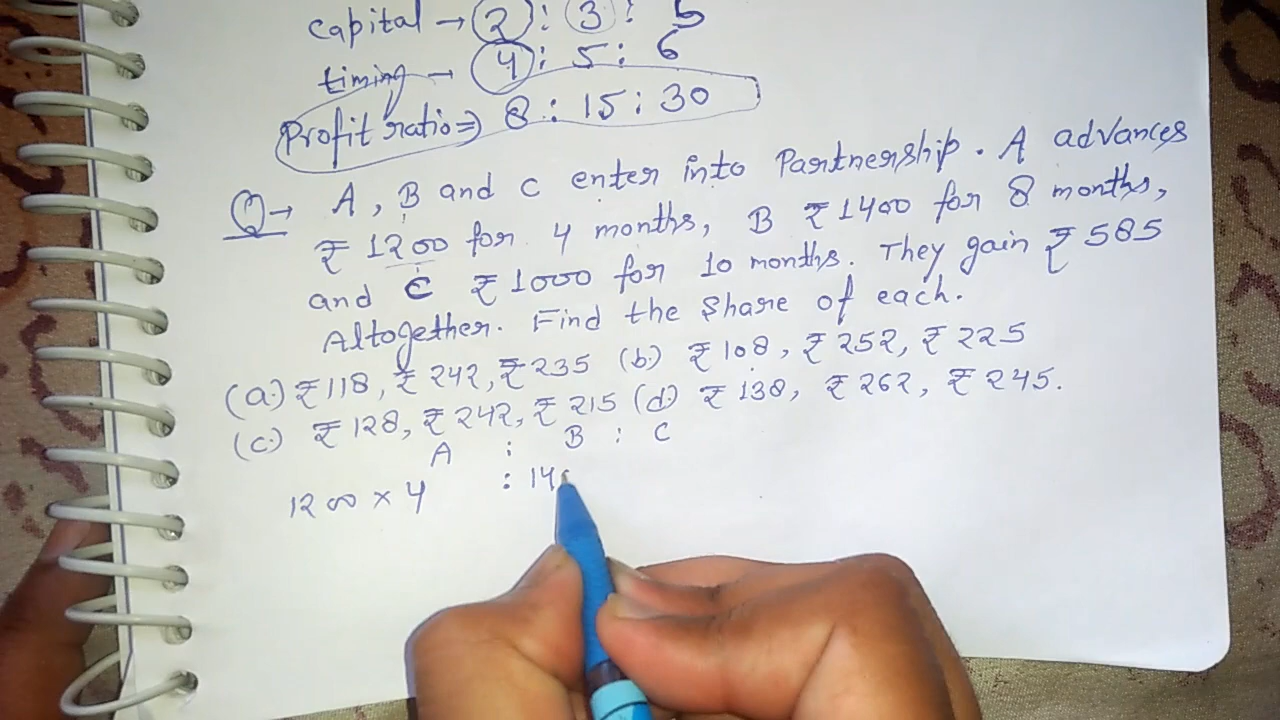 Capital → 2 : 3 : 5
timing → 4 : 5 : 6
Profit ratio ⇒ 8 : 15 : 30
Q→ A, B and C enter into Partnership. A advances
₹ 1200 for 4 months, B ₹ 1400 for 8 months,
and C ₹ 1000 for 10 months. They gain ₹ 585
Altogether. Find the share of each.
(a.) ₹ 118, ₹ 242, ₹ 235 (b.) ₹ 108, ₹ 252, ₹ 225
(c.) ₹ 128, ₹ 242, ₹ 215 (d.) ₹ 138, ₹ 262, ₹ 245.
A : B : C
1200 × 4 : 140